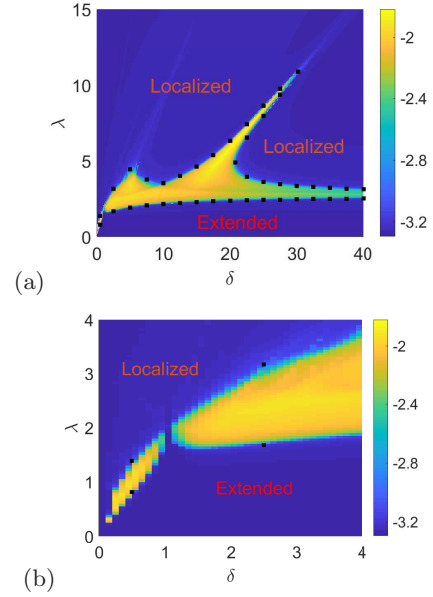 15
10
5
0
λ
Localized
Localized
Extended
0 10 20 30 40
δ
-2
-2.4
-2.8
-3.2
(a)
4
3
2
1
0
λ
Localized
Extended
0 1 2 3 4
δ
-2
-2.4
-2.8
-3.2
(b)